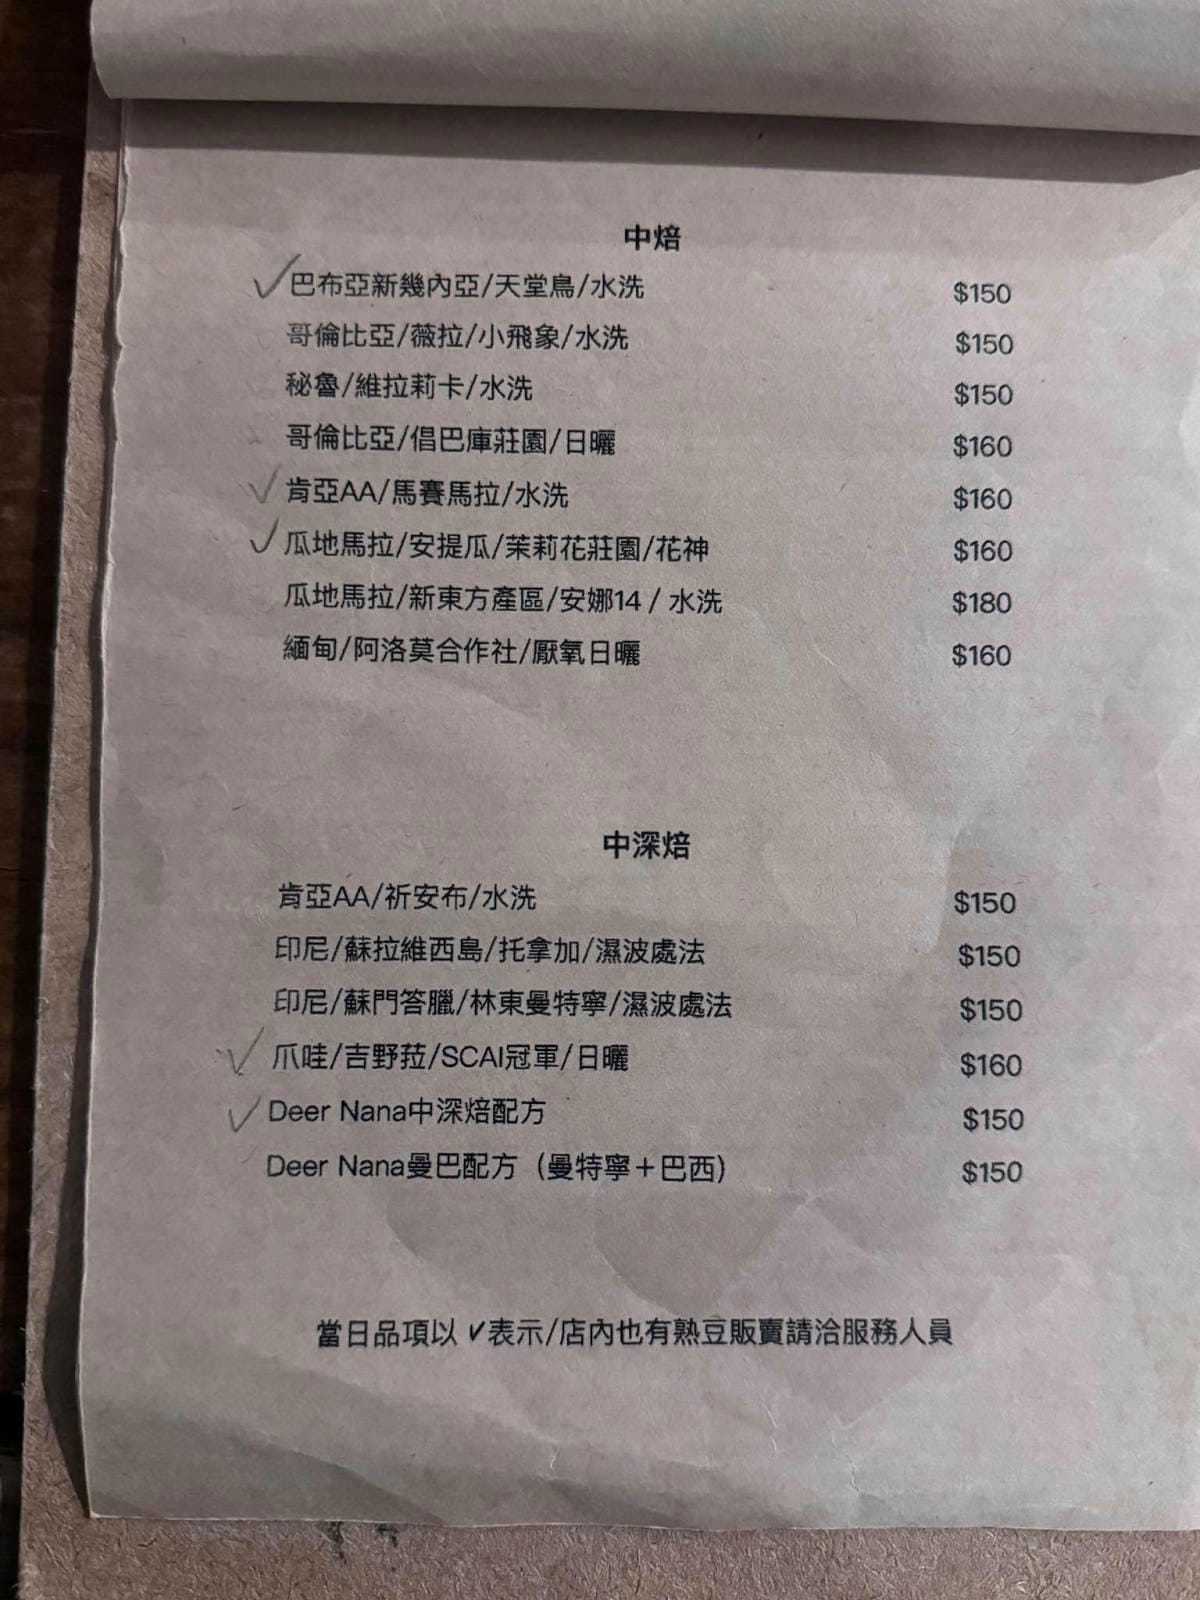 中焙
✓巴布亞新幾內亞/天堂鳥/水洗 $150
哥倫比亞/薇拉/小飛象/水洗 $150
秘魯/維拉莉卡/水洗 $150
哥倫比亞/倡巴庫莊園/日曬 $160
✓肯亞AA/馬賽馬拉/水洗 $160
✓瓜地馬拉/安提瓜/茉莉花莊園/花神 $160
瓜地馬拉/新東方產區/安娜14 / 水洗 $180
緬甸/阿洛莫合作社/厭氧日曬 $160
中深焙
肯亞AA/祈安布/水洗 $150
印尼/蘇拉維西島/托拿加/濕波處法 $150
印尼/蘇門答臘/林東曼特寧/濕波處法 $150
✓爪哇/吉野菈/SCAI冠軍/日曬 $160
✓Deer Nana中深焙配方 $150
Deer Nana曼巴配方（曼特寧＋巴西） $150
當日品項以 ✓表示/店內也有熟豆販賣請洽服務人員